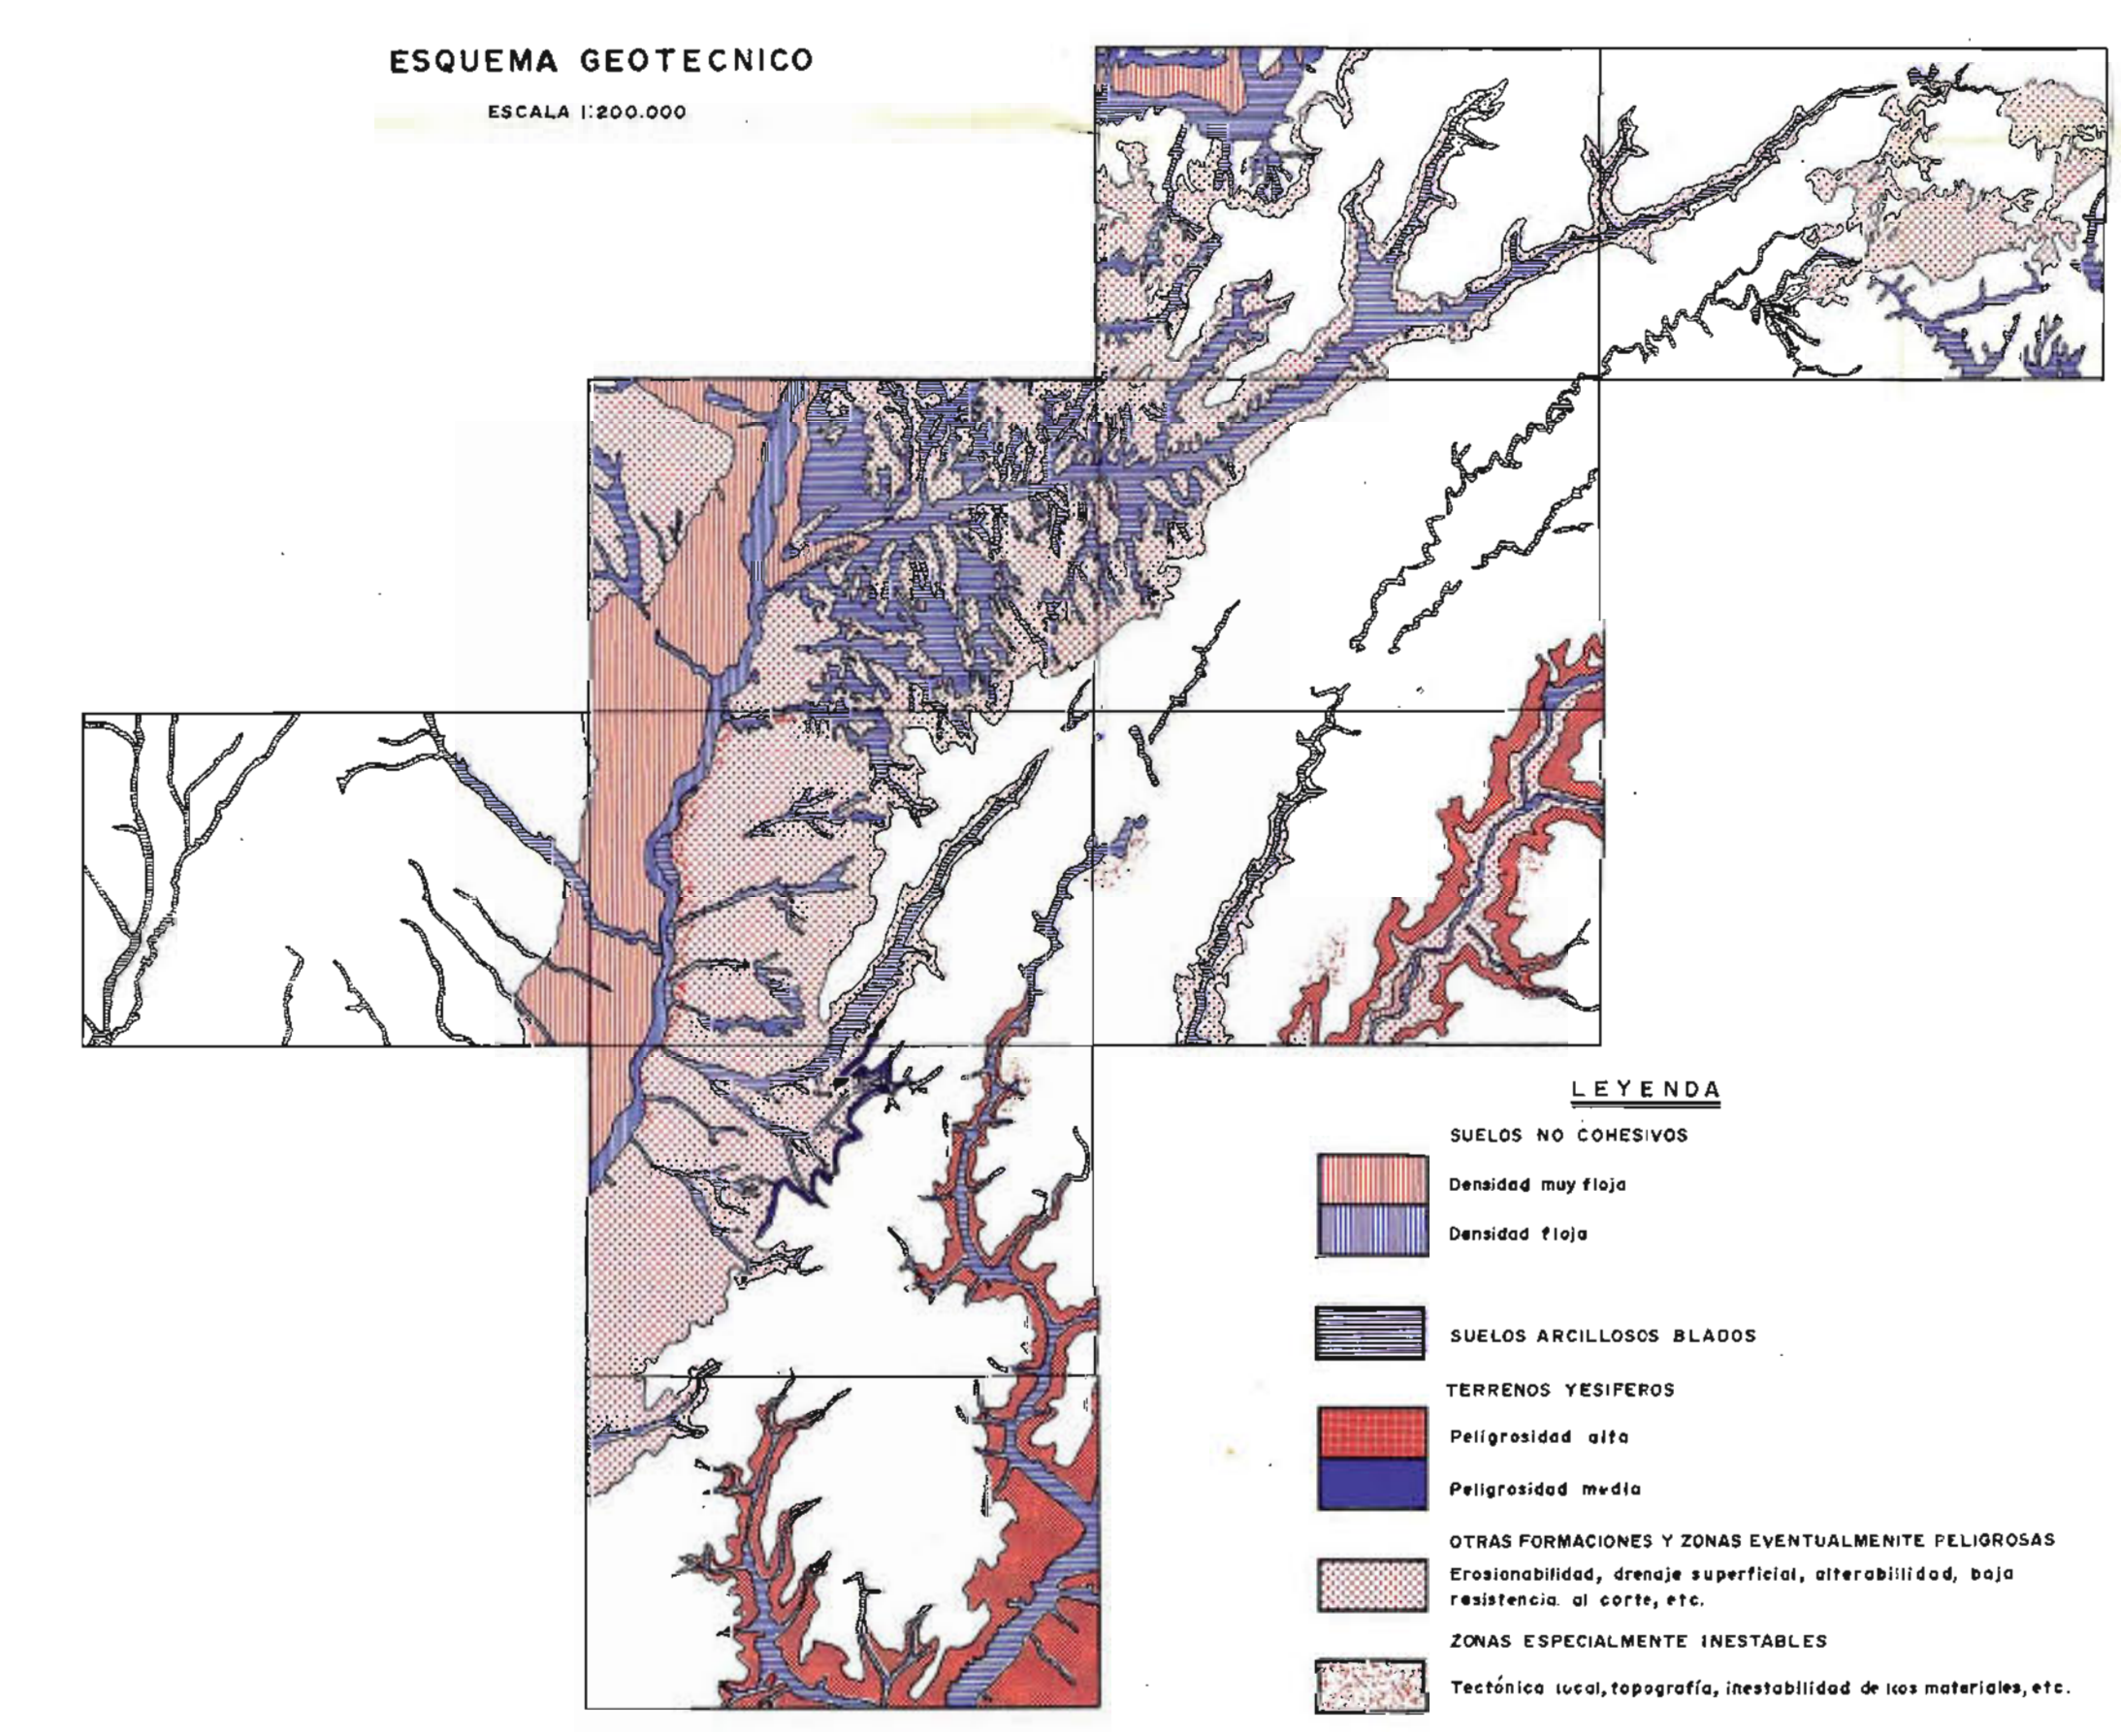 ESQUEMA GEOTECNICO
ESCALA 1:200.000
LEYENDA
SUELOS NO COHESIVOS
Densidad muy floja
Densidad floja
SUELOS ARCILLOSOS BLADOS
TERRENOS YESIFEROS
Peligrosidad alta
Peligrosidad media
OTRAS FORMACIONES Y ZONAS EVENTUALMENITE PELIGROSAS
Erosionabilidad, drenaje superficial, alterabillidad, baja
resistencia. al corte, etc.
ZONAS ESPECIALMENTE INESTABLES
Tectónica local, topografía, inestabilidad de los materiales, etc.